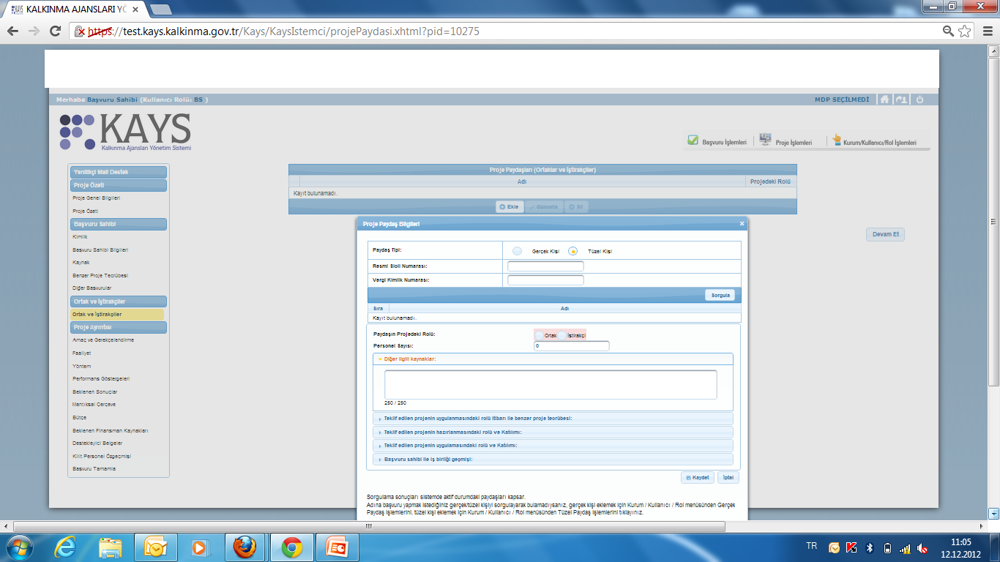 KALKINMA AJANSLARI YÖ
https://test.kays.kalkinma.gov.tr/Kays/KaysIstemci/projePaydasi.xhtml?pid=10275
Merhaba Başvuru Sahibi (Kullanıcı Rolü: BS )
MDP SEÇİLMEDİ
KAYS
Kalkınma Ajansları Yönetim Sistemi
Başvuru İşlemleri
Proje İşlemleri
Kurum/Kullanıcı/Rol İşlemleri
Yenilikçi Mali Destek
Proje Özeti
Proje Genel Bilgileri
Proje Özeti
Başvuru Sahibi
Kimlik
Başvuru Sahibi Bilgileri
Kaynak
Benzer Proje Tecrübesi
Diğer Başvurular
Ortak ve İştirakçiler
Ortak ve İştirakçiler
Proje Ayrıntısı
Amaç ve Gerekçelendirme
Faaliyet
Yöntem
Performans Göstergeleri
Beklenen Sonuçlar
Mantıksal Çerçeve
Bütçe
Beklenen Finansman Kaynakları
Destekleyici Belgeler
Kilit Personel Özgeçmişi
Başvuru Tamamla
Proje Paydaşları (Ortaklar ve İştirakçiler)
Adı
Projedeki Rolü
Kayıt bulunamadı.
Ekle
Güncelle
Sil
Devam Et
Proje Paydaş Bilgileri
Paydaş Tipi:
Gerçek Kişi
Tüzel Kişi
Resmi Sicil Numarası:
Vergi Kimlik Numarası:
Sorgula
Sıra
Adı
Kayıt bulunamadı.
Paydaşın Projedeki Rolü:
Ortak
İştirakçi
Personel Sayısı:
0
Diğer ilgili kaynaklar:
250 / 250
Teklif edilen projenin uygulanmasındaki rolü itibarı ile benzer proje tecrübesi:
Teklif edilen projenin hazırlanmasındaki rolü ve Katılımı:
Teklif edilen projenin uygulamasındaki rolü ve Katılımı:
Başvuru sahibi ile iş birliği geçmişi:
Kaydet
İptal
Sorgulama sonuçları sistemde aktif durumdaki paydaşları kapsar.
Adına başvuru yapmak istediğiniz gerçek/tüzel kişiyi sorgulayarak bulamadıysanız, gerçek kişi eklemek için Kurum / Kullanıcı / Rol menüsünden Gerçek
Paydaş İşlemlerini, tüzel kişi eklemek için Kurum / Kullanıcı / Rol menüsünden Tüzel Paydaş İşlemlerini tıklayınız.
TR
11:05
12.12.2012